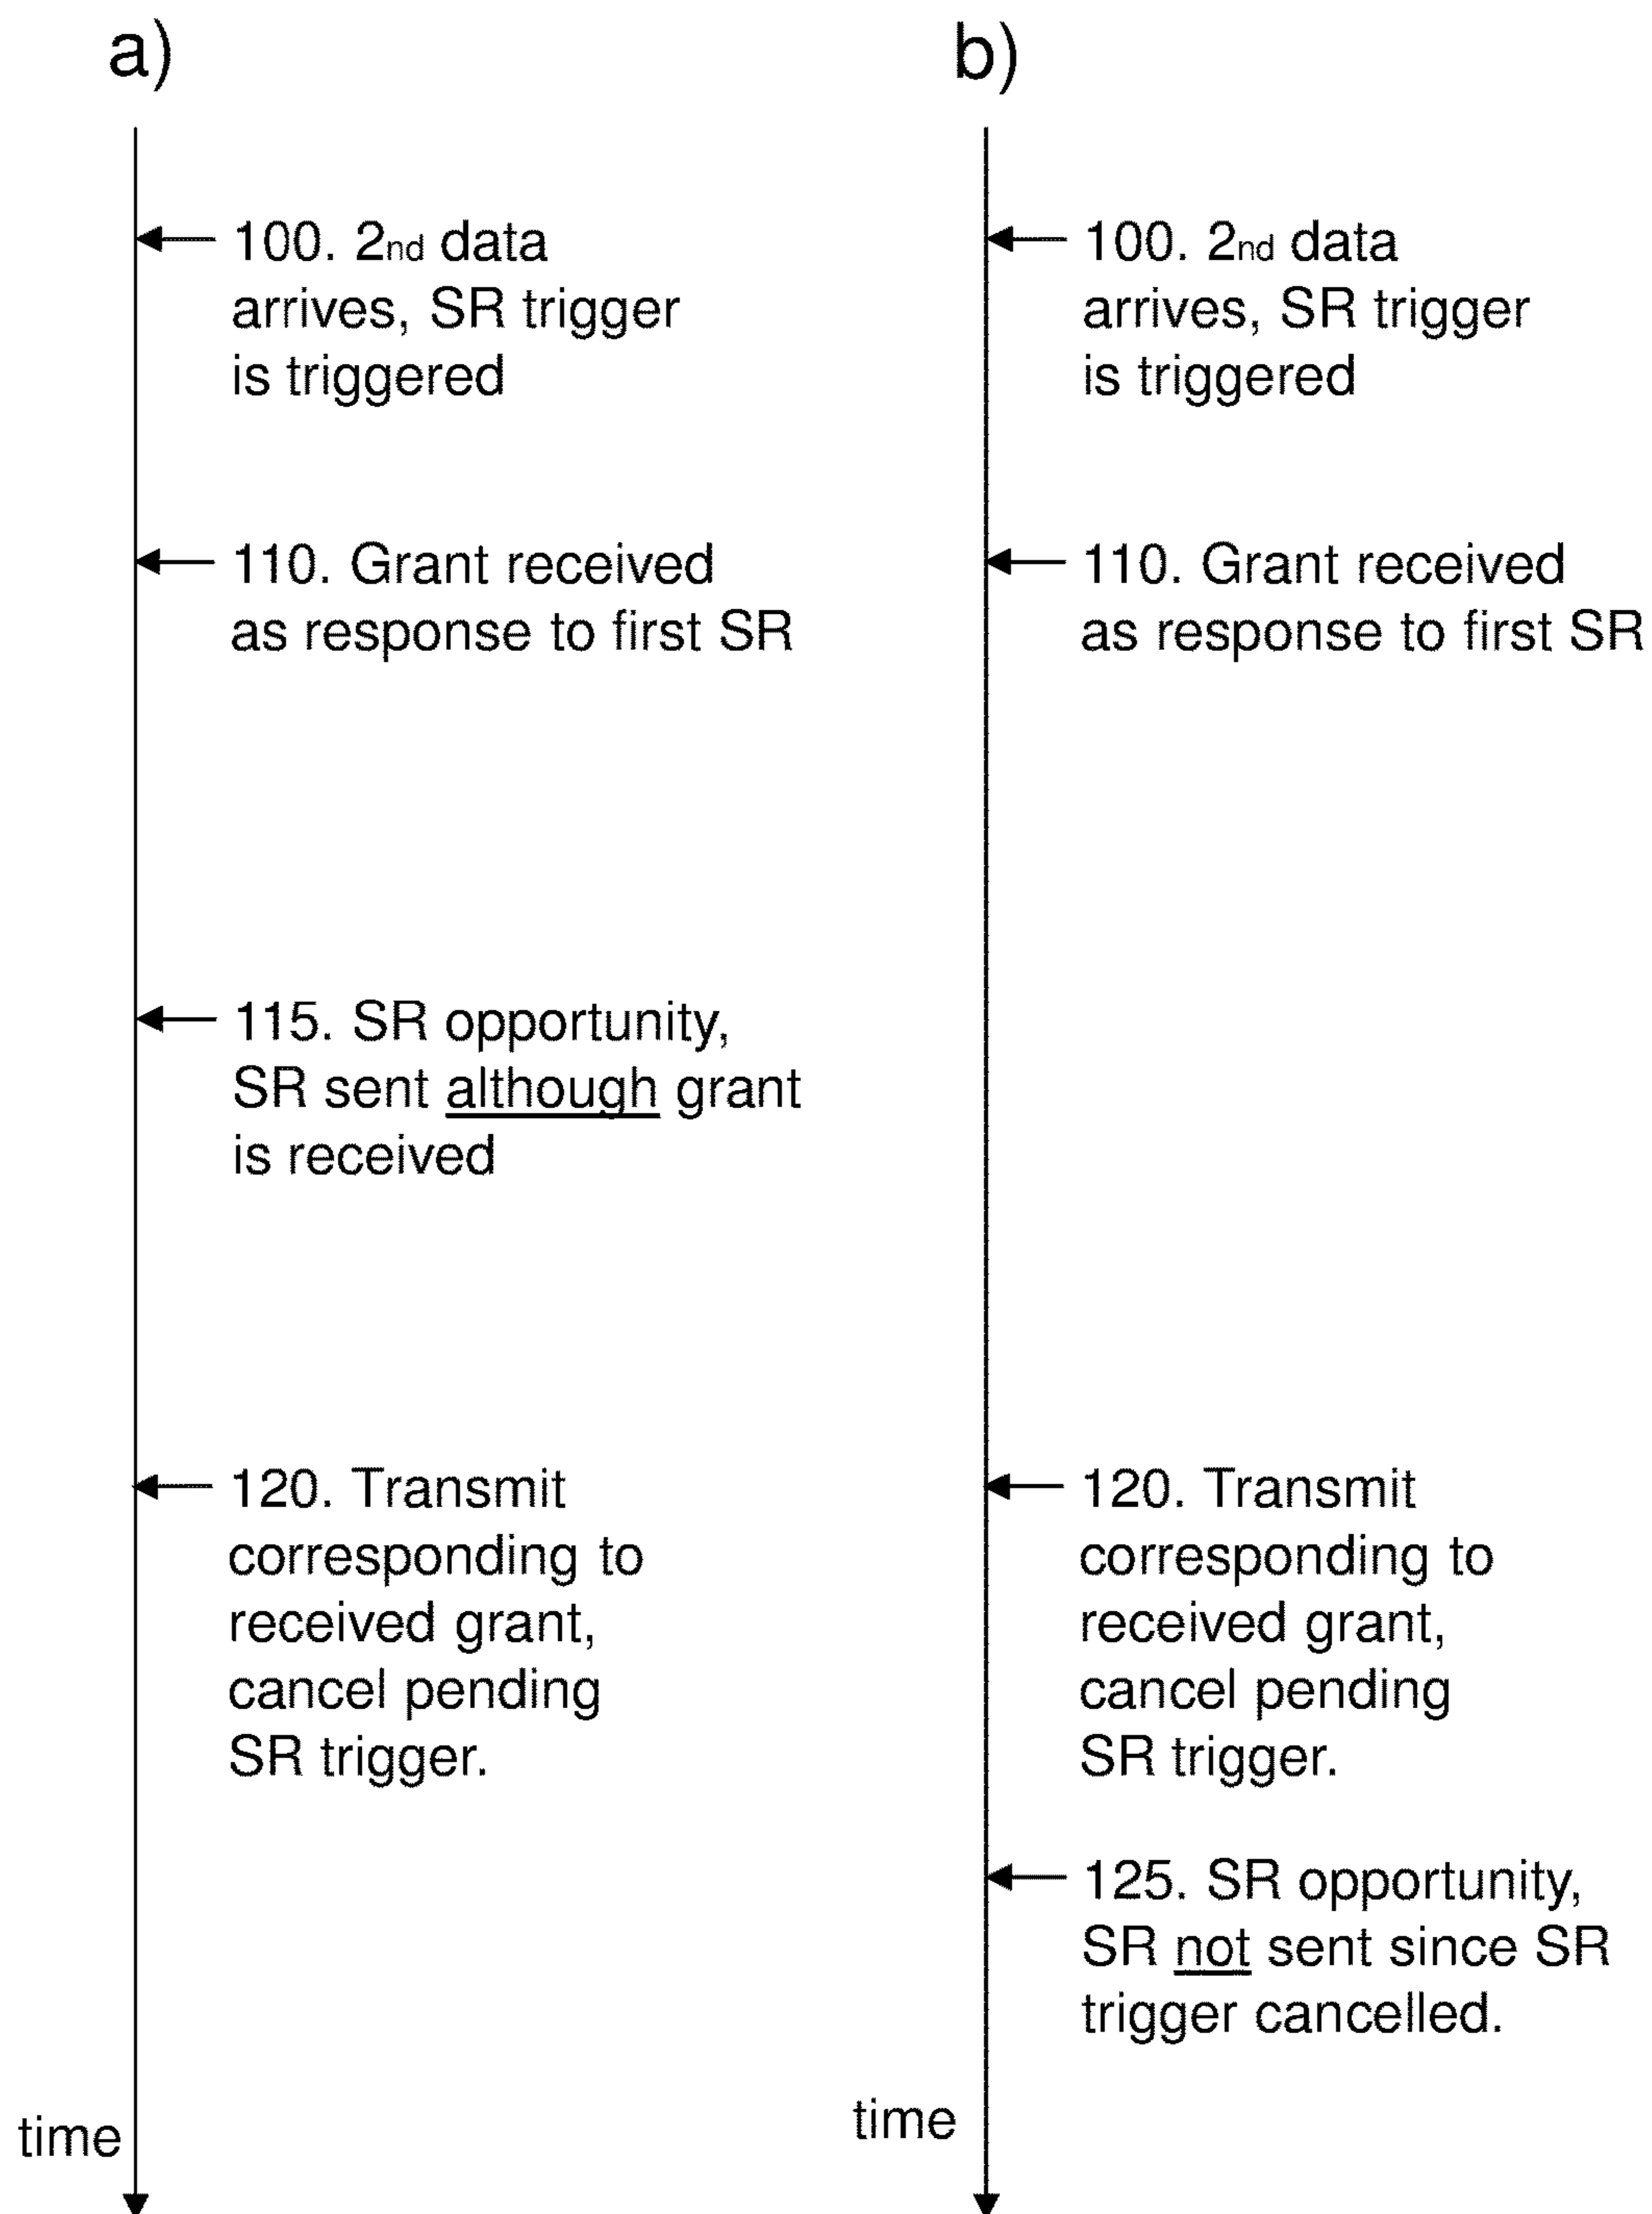 a)
100. 2nd data
arrives, SR trigger
is triggered
110. Grant received
as response to first SR
115. SR opportunity,
SR sent although grant
is received
120. Transmit
corresponding to
received grant,
cancel pending
SR trigger.
time
b)
100. 2nd data
arrives, SR trigger
is triggered
110. Grant received
as response to first SR
120. Transmit
corresponding to
received grant,
cancel pending
SR trigger.
125. SR opportunity,
SR not sent since SR
trigger cancelled.
time